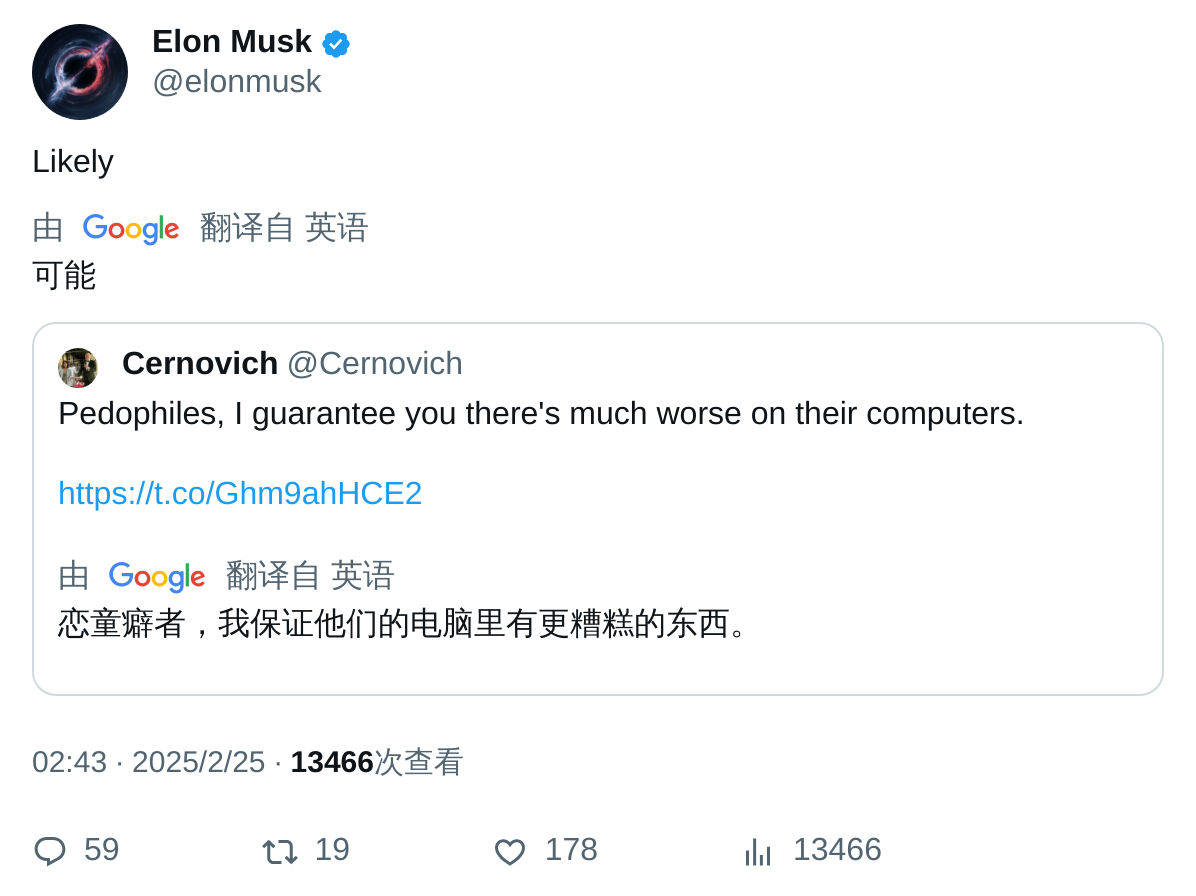 Elon Musk
@elonmusk
Likely
由 Google 翻译自 英语
可能
Cernovich @Cernovich
Pedophiles, I guarantee you there's much worse on their computers.
https://t.co/Ghm9ahHCE2
由 Google 翻译自 英语
恋童癖者，我保证他们的电脑里有更糟糕的东西。
02:43 · 2025/2/25 · 13466次查看
59 19 178 13466